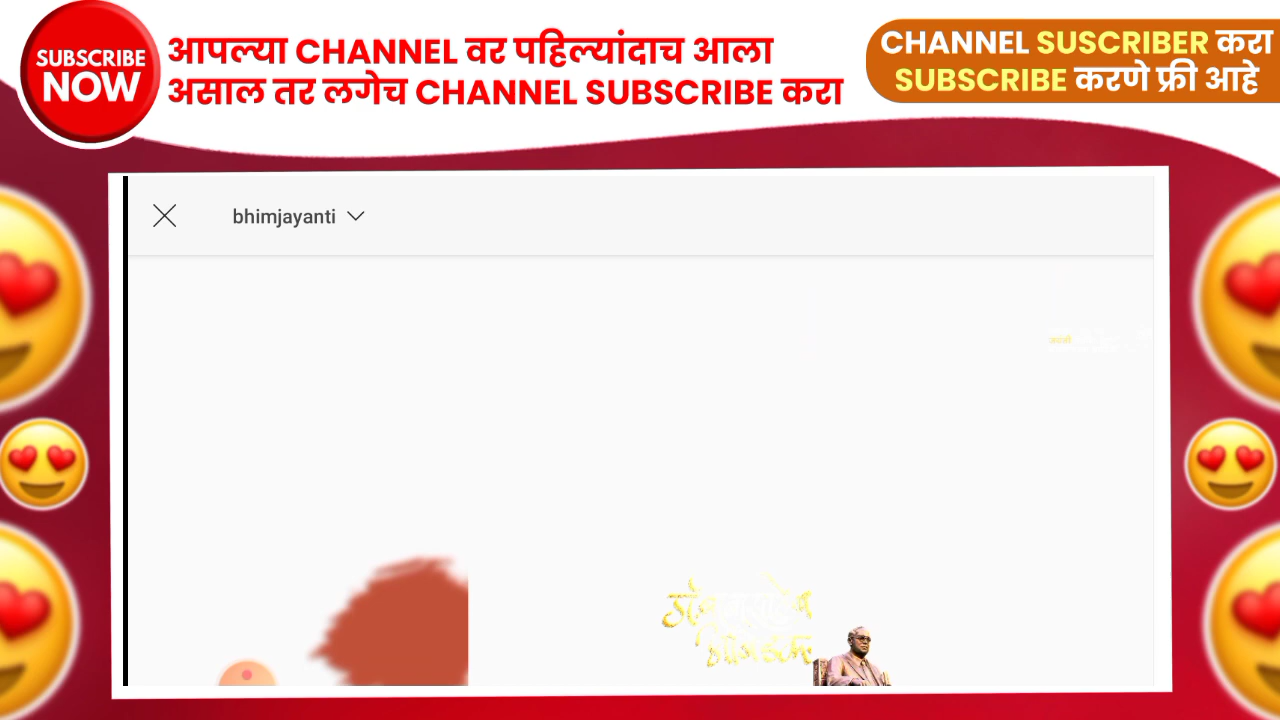 SUBSCRIBE
NOW
आपल्या CHANNEL वर पहिल्यांदाच आला
असाल तर लगेच CHANNEL SUBSCRIBE करा
CHANNEL SUSCRIBER करा
SUBSCRIBE करणे फ्री आहे
bhimjayanti